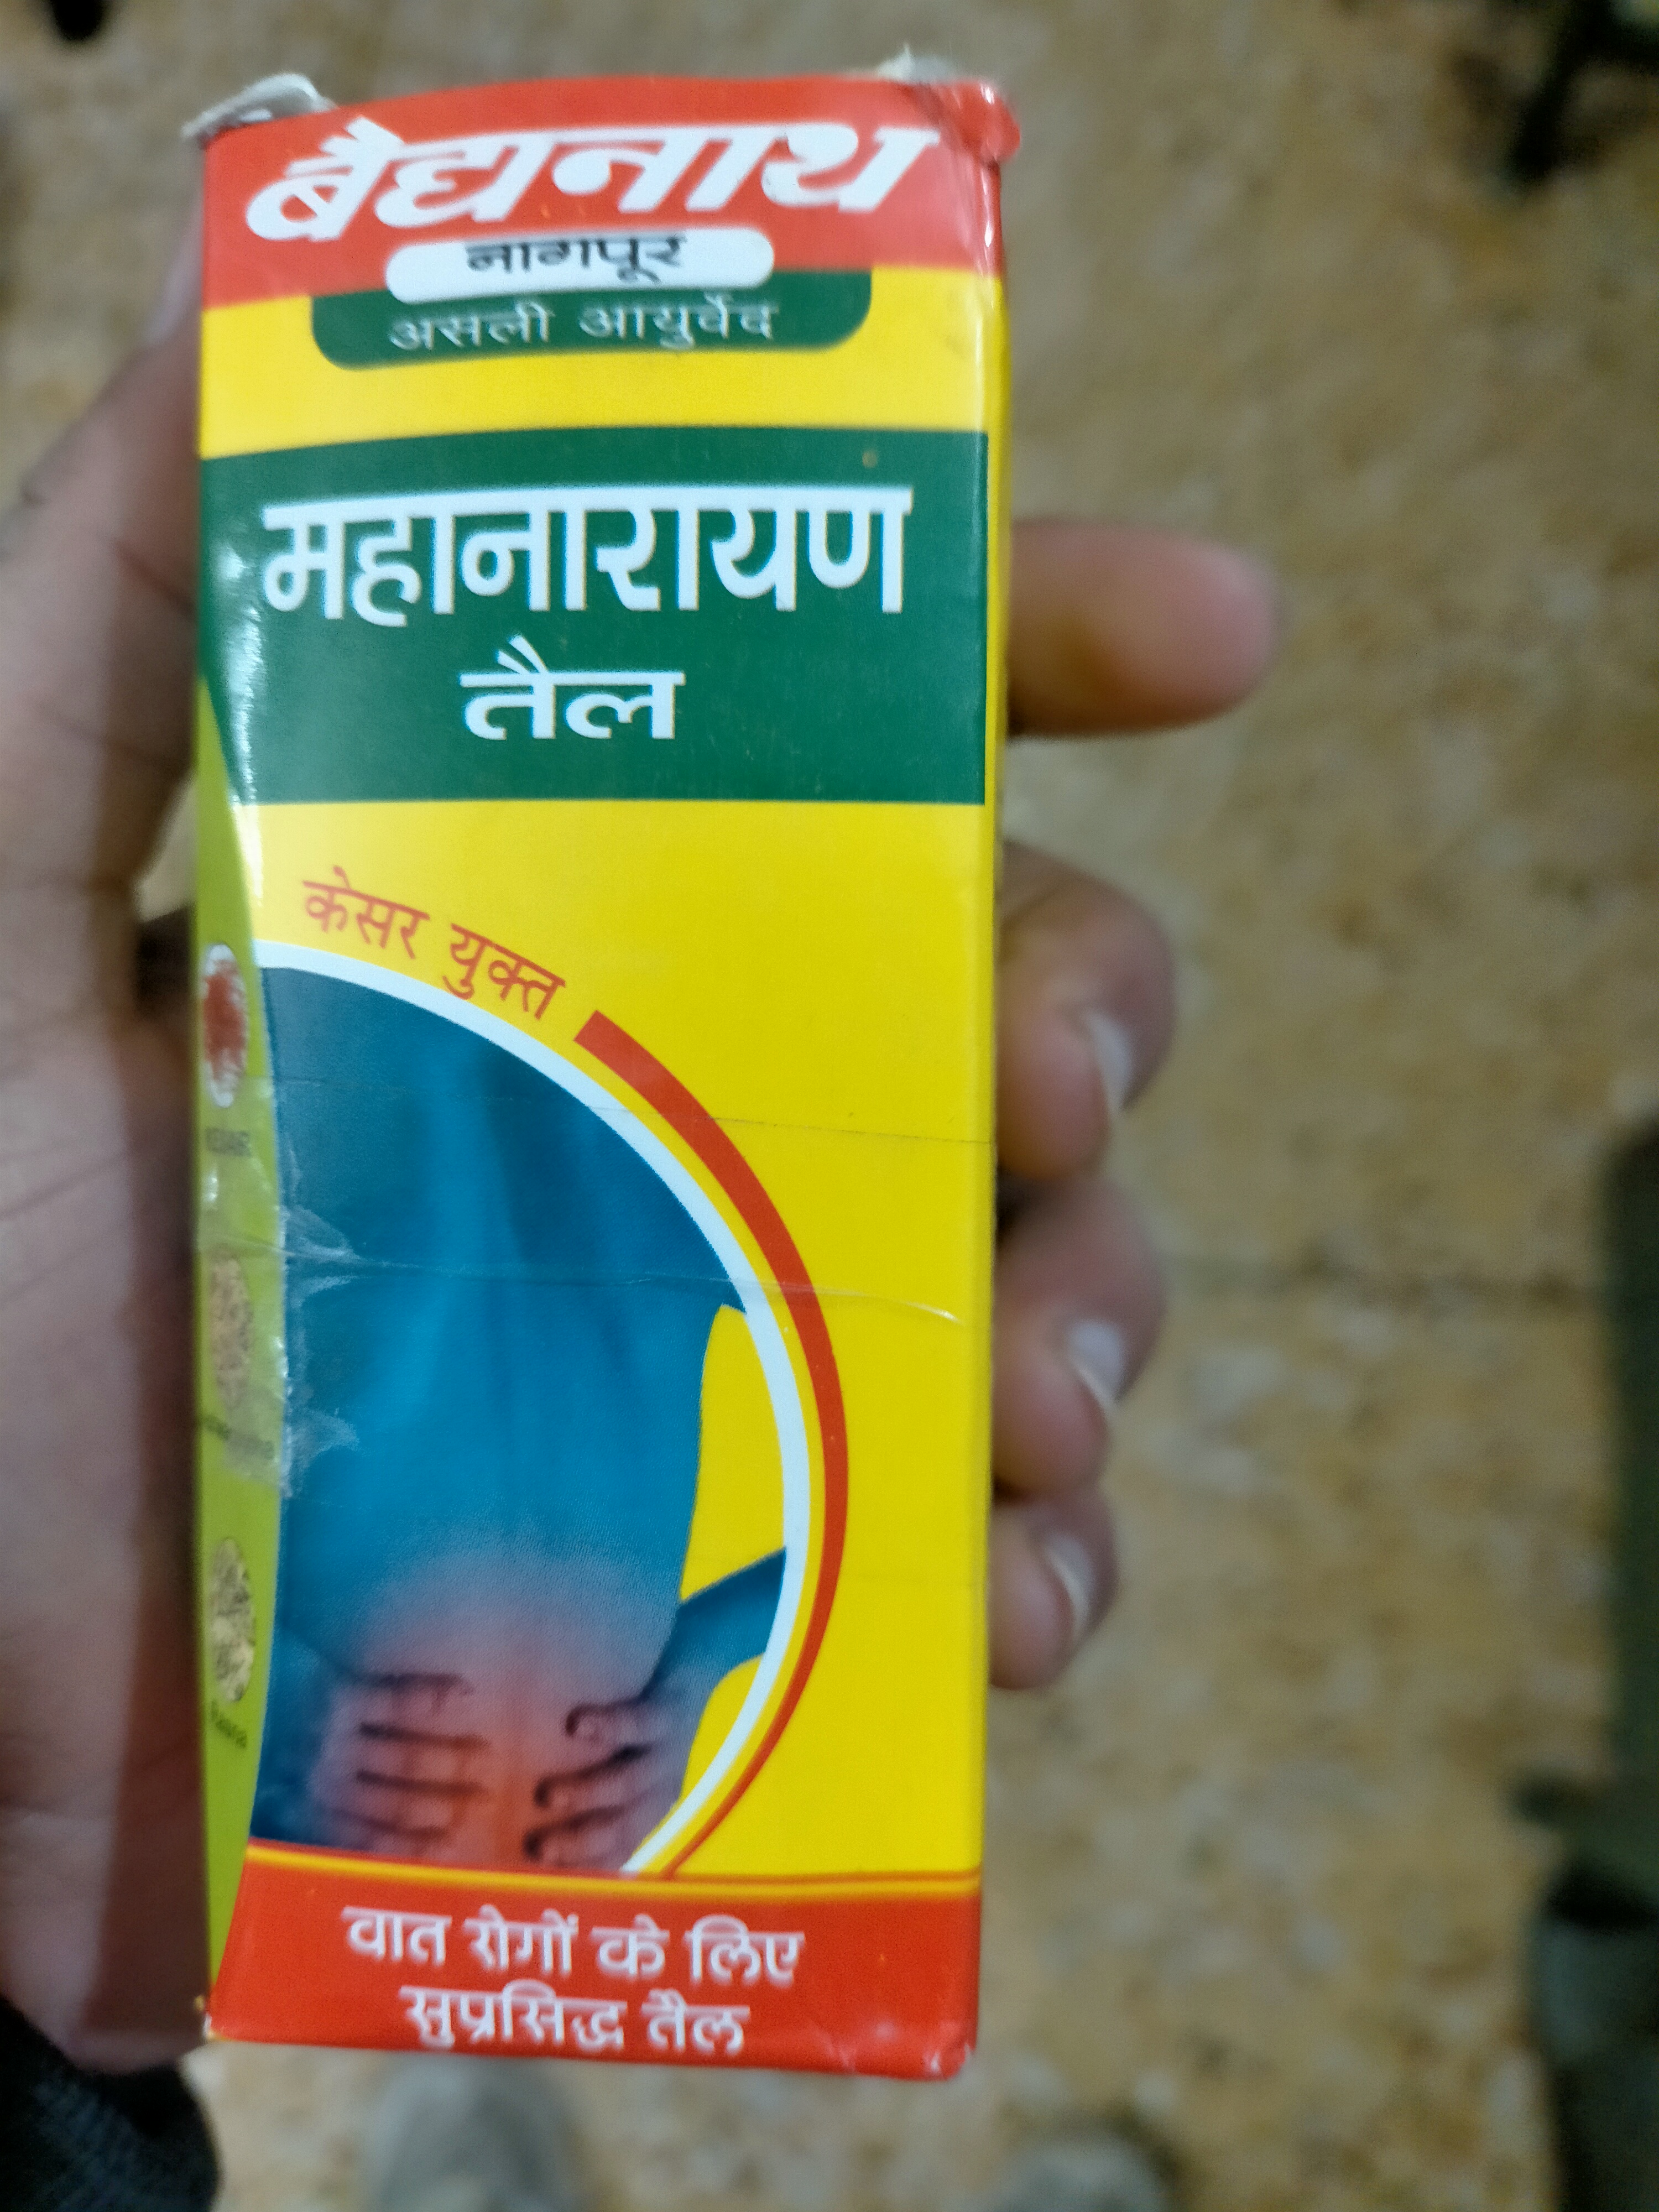 बैद्यनाथ
नागपूर
असली आयुर्वेद
महानारायण
तैल
केसर युक्त
वात रोगों के लिए
सुप्रसिद्ध तैल